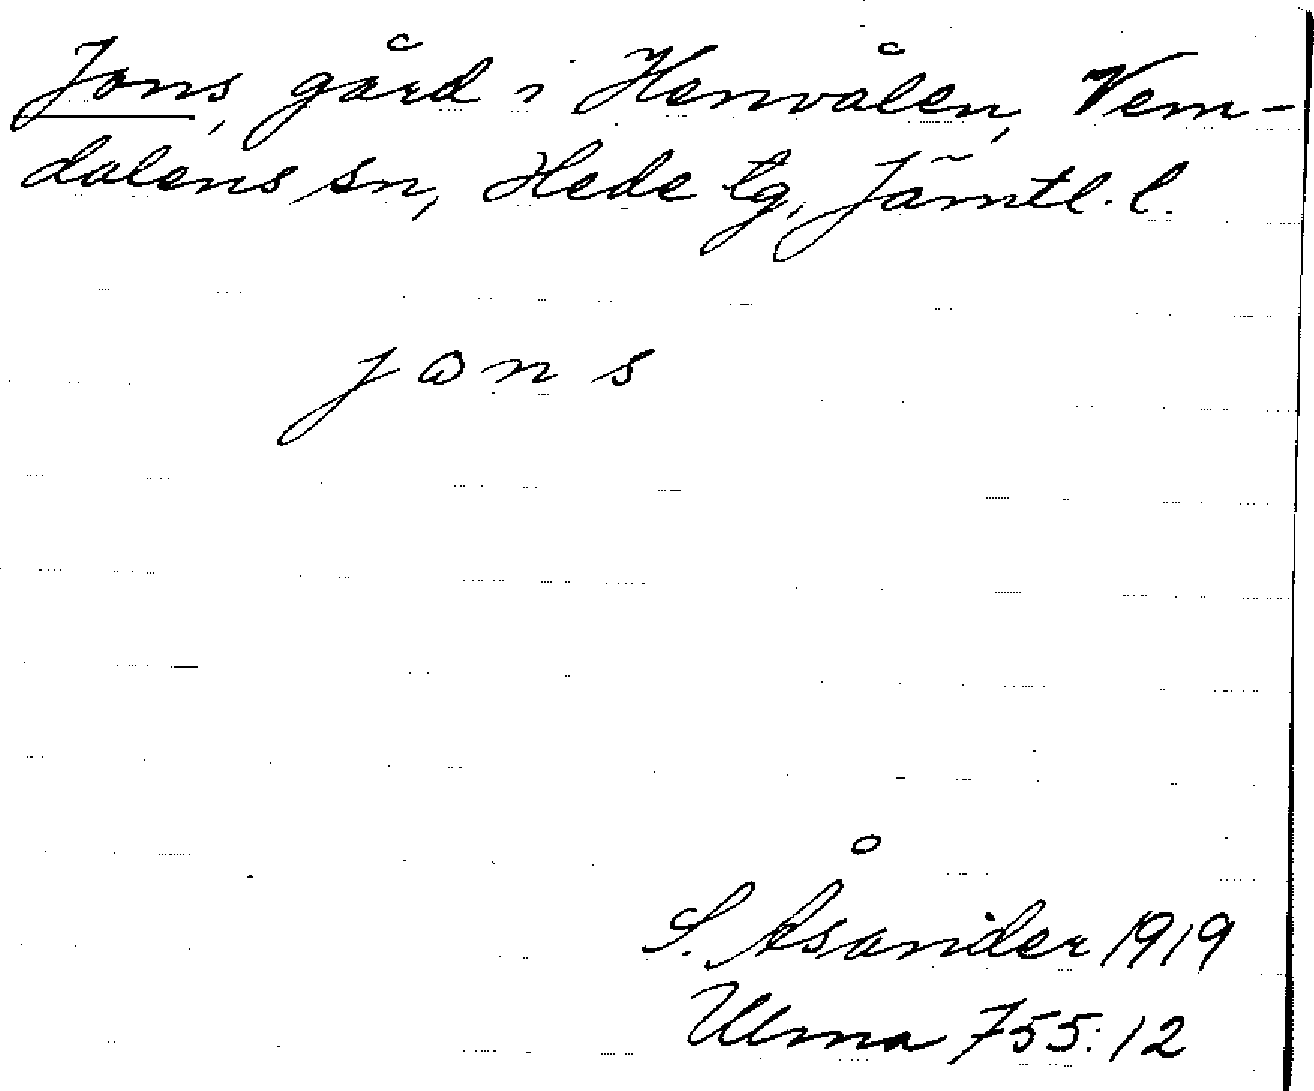 Jons, gård i Henvålen, Vem-
dalens sn, Hede tg, Jämtl. l.
jons
S. Åsander 1919
Ulma 755:12